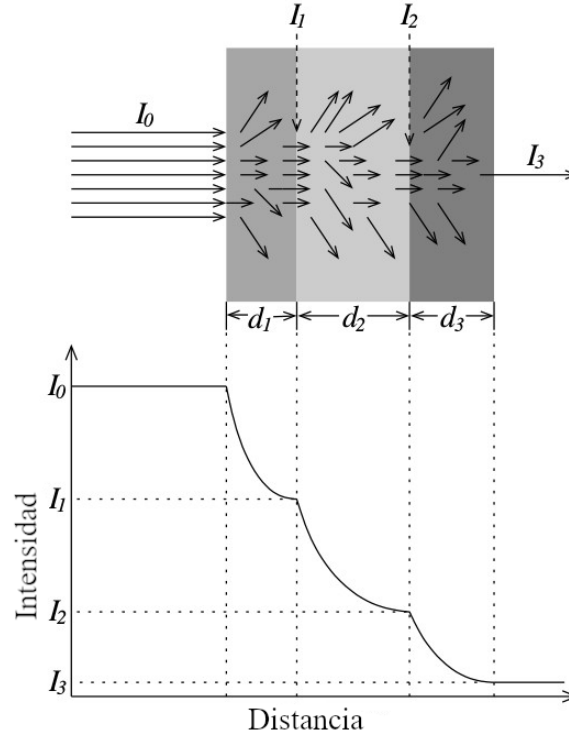 I1 I2
I0
I3
d1 d2 d3
I0
I1
I2
I3
Intensidad
Distancia